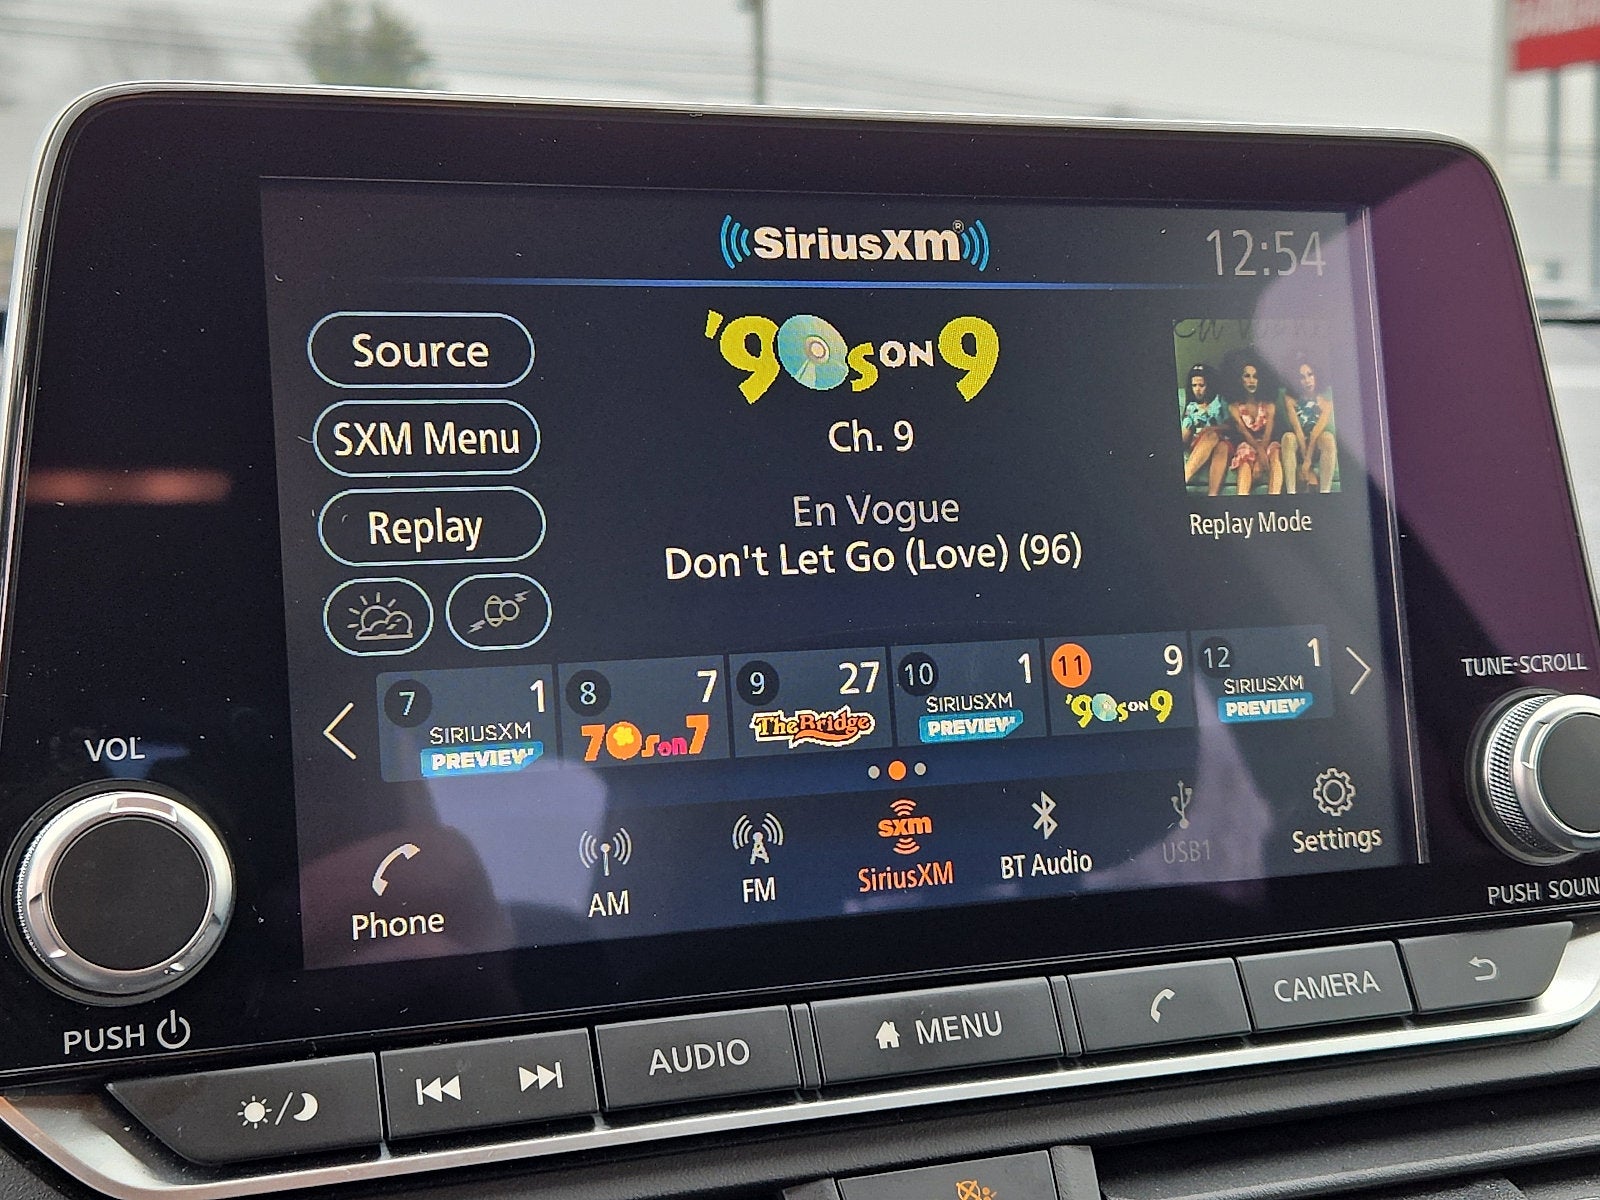 ((( SiriusXM® )))
12:54
Source
SXM Menu
Replay
'90s ON 9
Ch. 9
En Vogue
Don't Let Go (Love) (96)
En Vogue
Replay Mode
7 1 SIRIUSXM PREVIEW
8 7 70s on 7
9 27 The Bridge
10 1 SIRIUSXM PREVIEW
11 9 '90s ON 9
12 1 SIRIUSXM PREVIEW
Phone
AM
FM
sxm
SiriusXM
BT Audio
USB1
Settings
VOL
PUSH
TUNE·SCROLL
PUSH SOUN
AUDIO
MENU
CAMERA